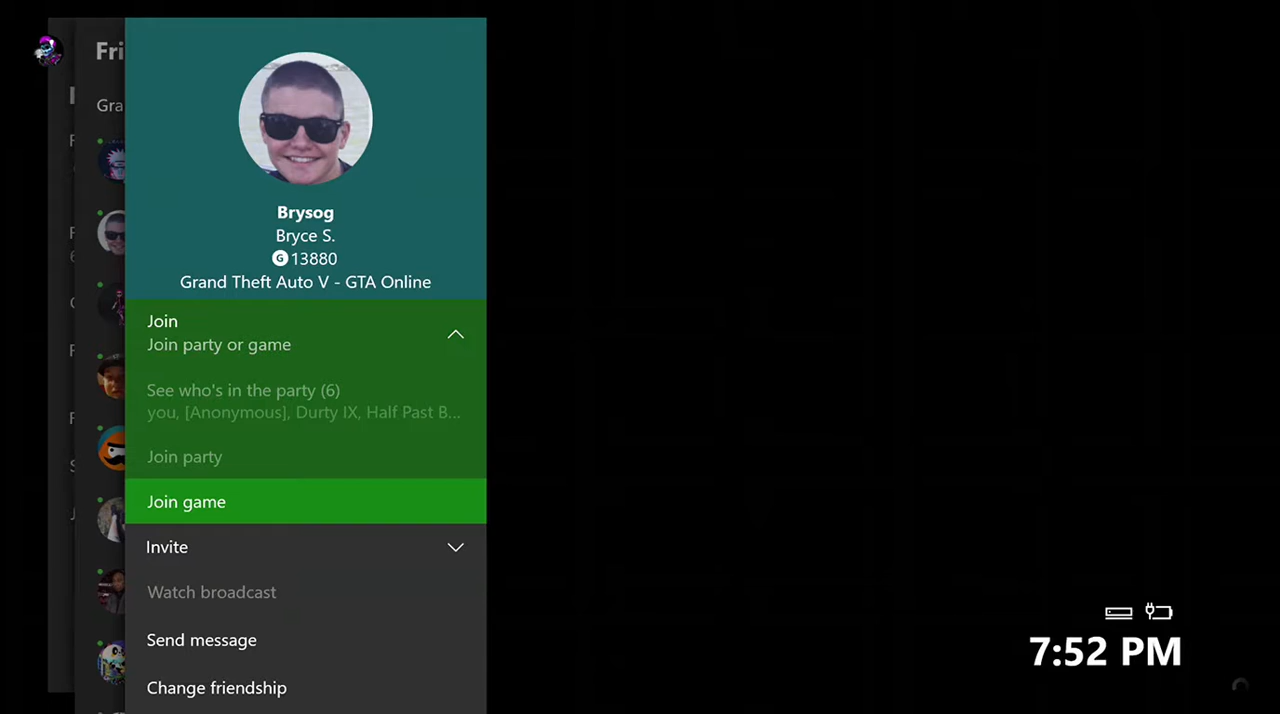 Fri
Gra
Brysog
Bryce S.
G 13880
Grand Theft Auto V - GTA Online
Join
Join party or game
See who's in the party (6)
you, [Anonymous], Durty IX, Half Past B...
Join party
Join game
Invite
Watch broadcast
Send message
Change friendship
7:52 PM